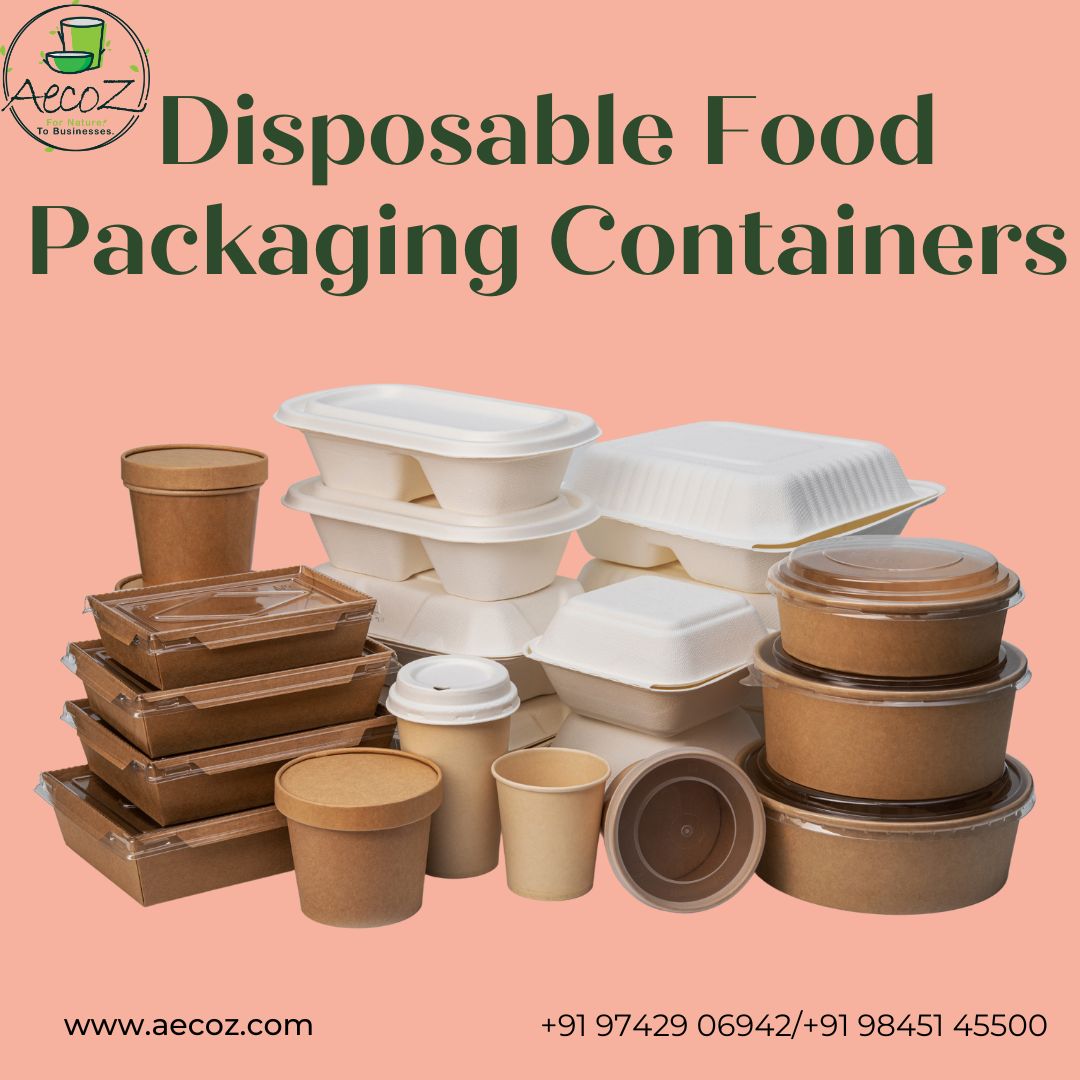 AecoZ
For Nature!
To Businesses.
Disposable Food
Packaging Containers
www.aecoz.com
+91 97429 06942/+91 98451 45500